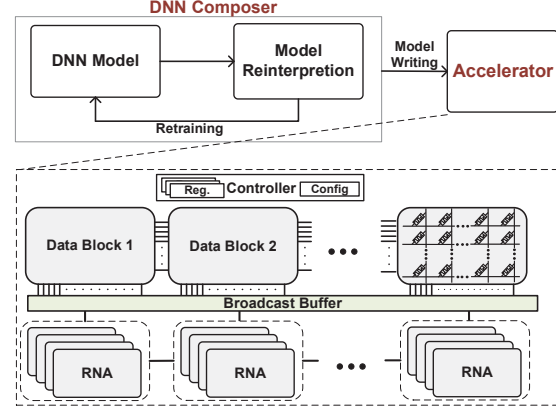 DNN Composer
DNN Model
Model
Reinterpretion
Retraining
Model
Writing
Accelerator
Reg.
Controller
Config
Data Block 1
Data Block 2
Broadcast Buffer
RNA
RNA
RNA